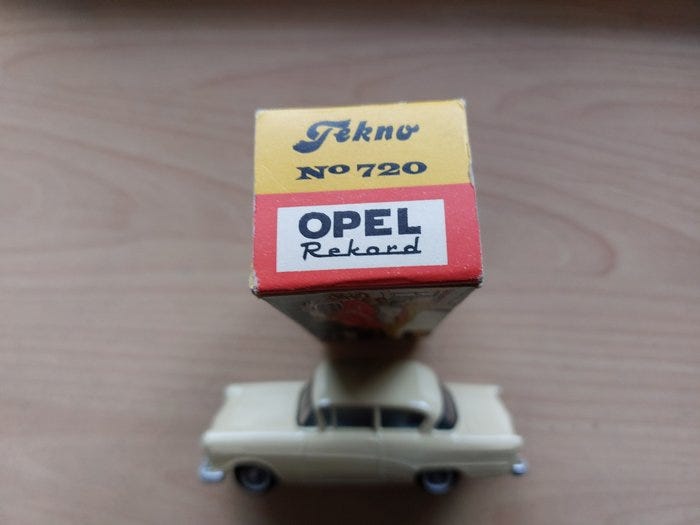 Tekno
No 720
OPEL
Rekord